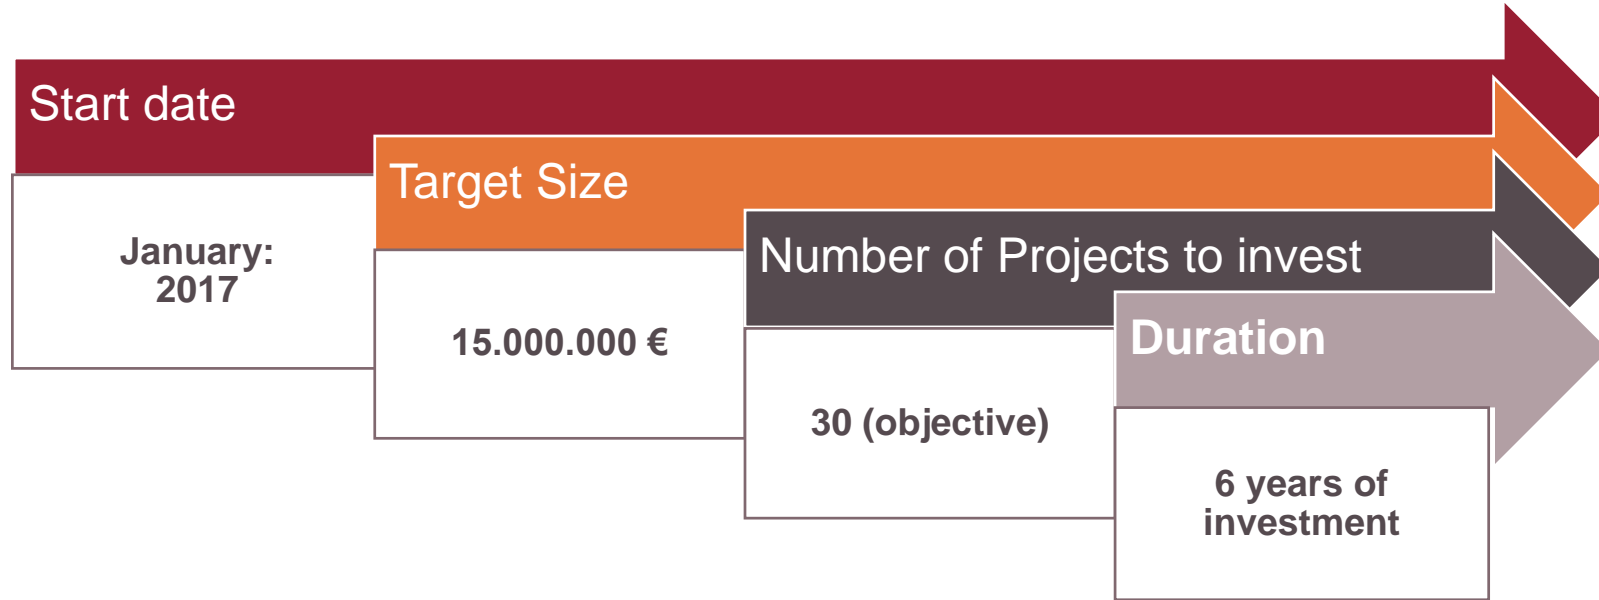 Start date
January:
2017
Target Size
15.000.000 €
Number of Projects to invest
30 (objective)
Duration
6 years of
investment